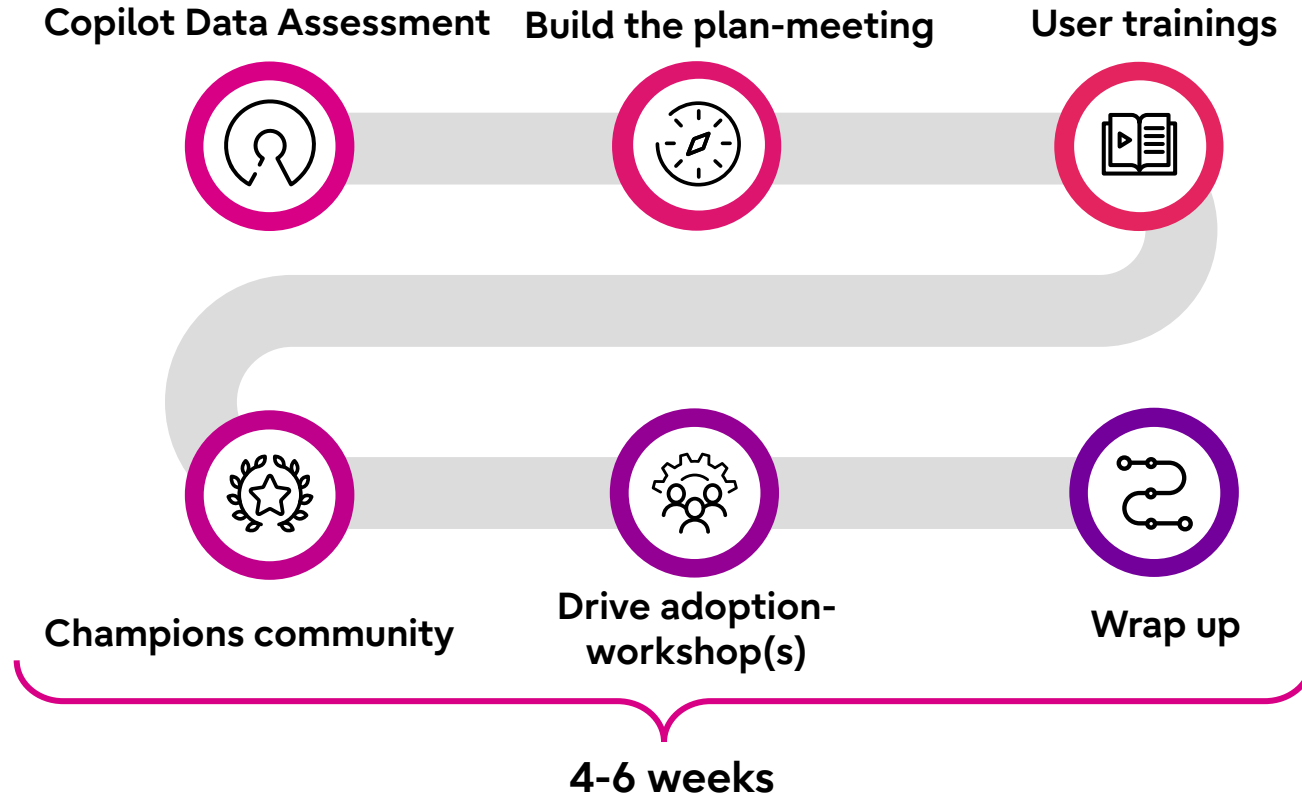 Copilot Data Assessment
Build the plan-meeting
User trainings
Champions community
Drive adoption-
workshop(s)
Wrap up
4-6 weeks